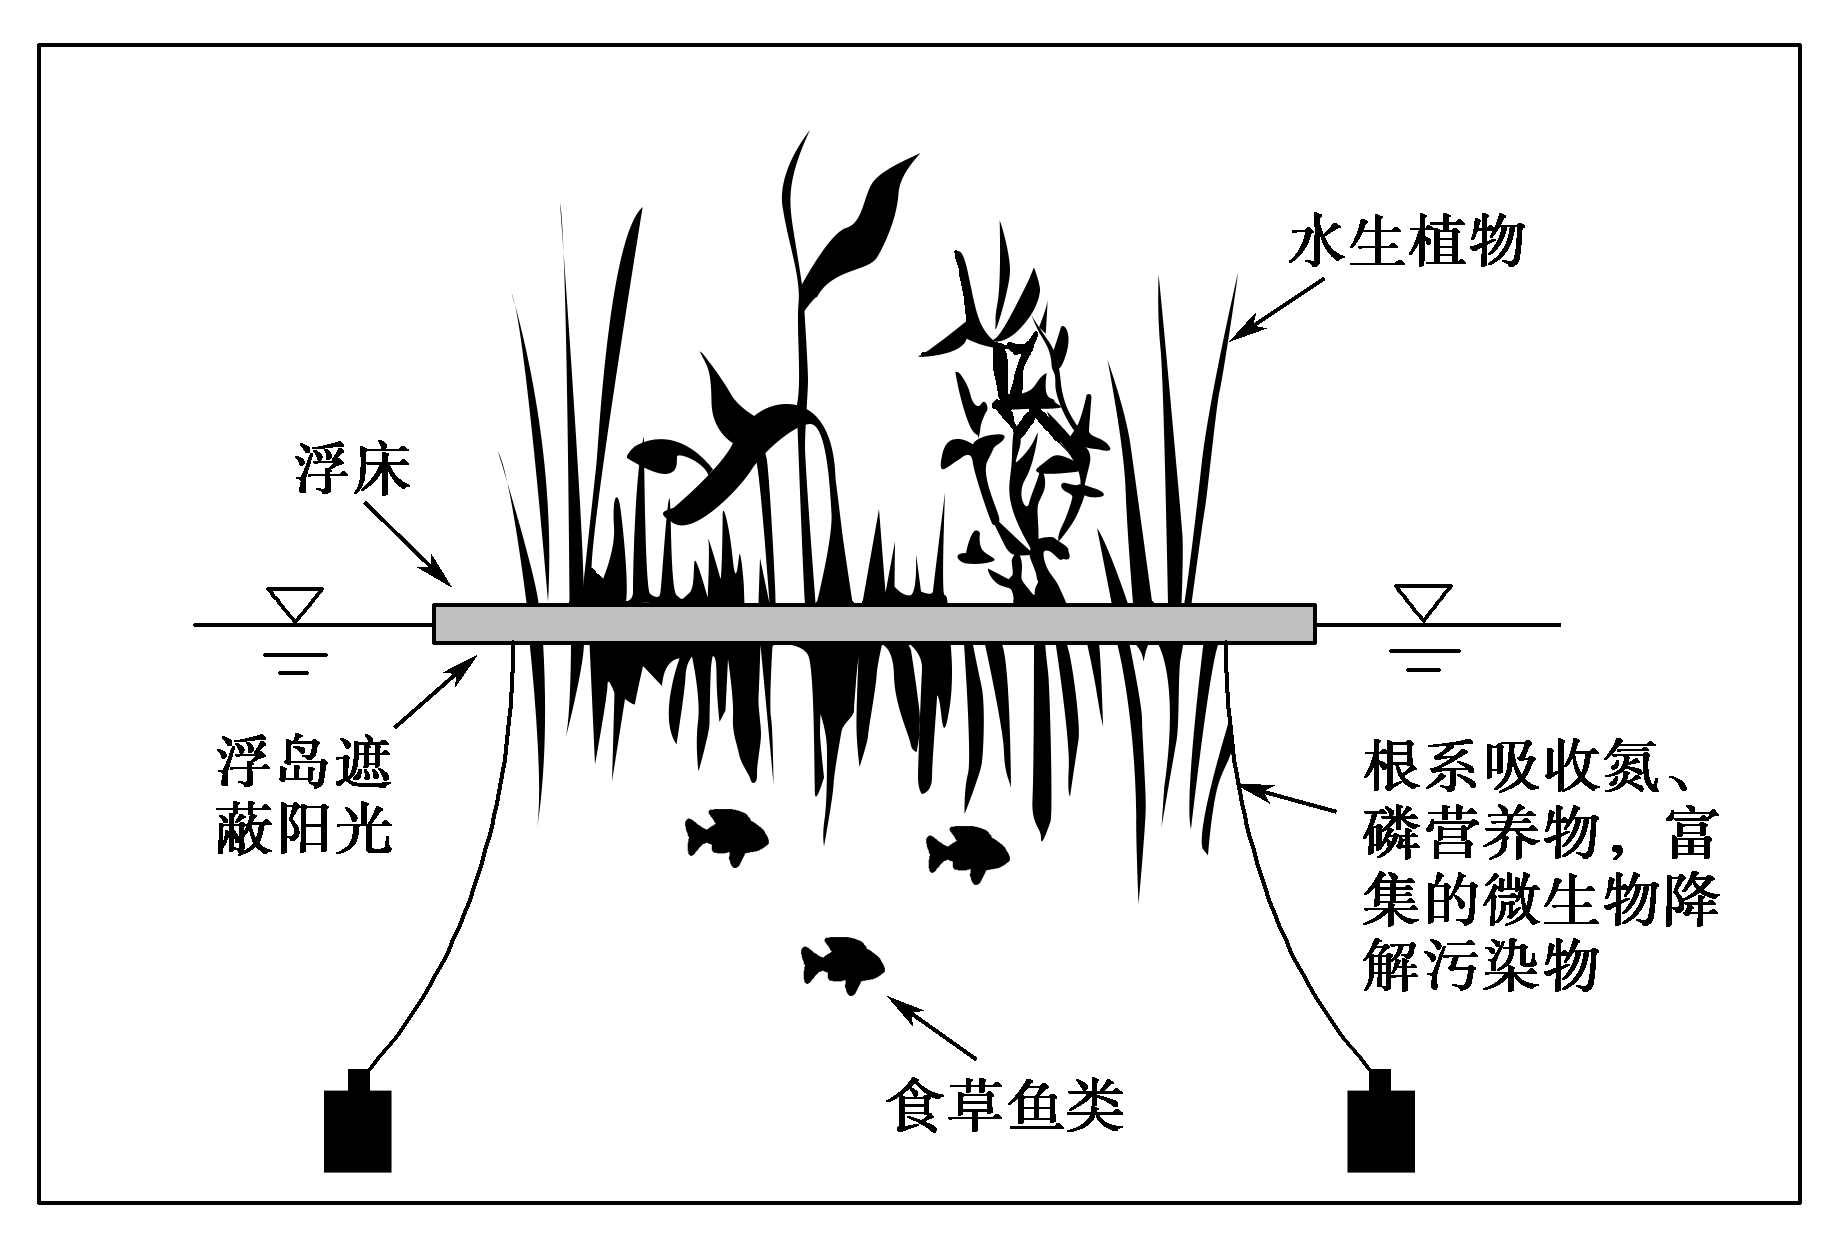 水生植物
浮床
浮岛遮
蔽阳光
根系吸收氮、
磷营养物，富
集的微生物降
解污染物
食草鱼类